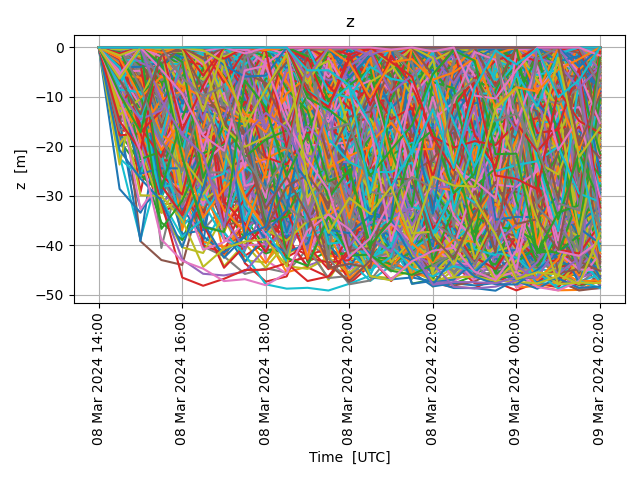 z
0
−10
−20
−30
−40
−50
z [m]
08 Mar 2024 14:00
08 Mar 2024 16:00
08 Mar 2024 18:00
08 Mar 2024 20:00
08 Mar 2024 22:00
09 Mar 2024 00:00
09 Mar 2024 02:00
Time [UTC]